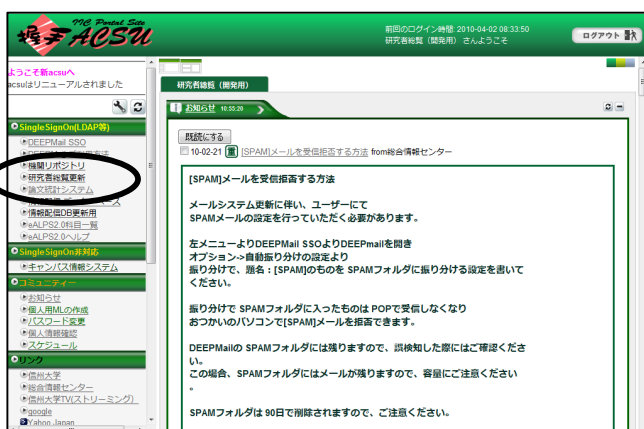 IIC Portal Site
ACSU
前回のログイン時間 2010-04-02 08:33:50
研究者総覧（開発用） さんようこそ
ログアウト
ようこそ新acsuへ
acsuはリニューアルされました
SingleSignOn(LDAP等)
DEEPMail SSO
機関リポジトリ
研究者総覧更新
論文統計システム
情報配信DB更新用
eALPS2.0科目一覧
eALPS2.0ヘルプ
SingleSignOn非対応
キャンパス情報システム
コミュニティー
お知らせ
個人用MLの作成
パスワード変更
個人情報確認
スケジュール
リンク
信州大学
総合情報センター
信州大学TV(ストリーミング)
google
Yahoo Japan
研究者総覧（開発用）
お知らせ 10:55:20
既読にする
10-02-21 重 [SPAM]メールを受信拒否する方法 from総合情報センター
[SPAM]メールを受信拒否する方法
メールシステム更新に伴い、ユーザーにて
SPAMメールの設定を行っていただく必要があります。
左メニューよりDEEPMail SSOよりDEEPmailを開き
オプション->自動振り分けの設定より
振り分けで、題名：[SPAM]のものを SPAMフォルダに振り分ける設定を書いて
ください。
振り分けで SPAMフォルダに入ったものは POPで受信しなくなり
おつかいのパソコンで[SPAM]メールを拒否できます。
DEEPMailの SPAMフォルダには残りますので、誤検知した際にはご確認くださ
い。
この場合、SPAMフォルダにはメールが残りますので、容量にご注意ください
。
SPAMフォルダは 90日で削除されますので、ご注意ください。